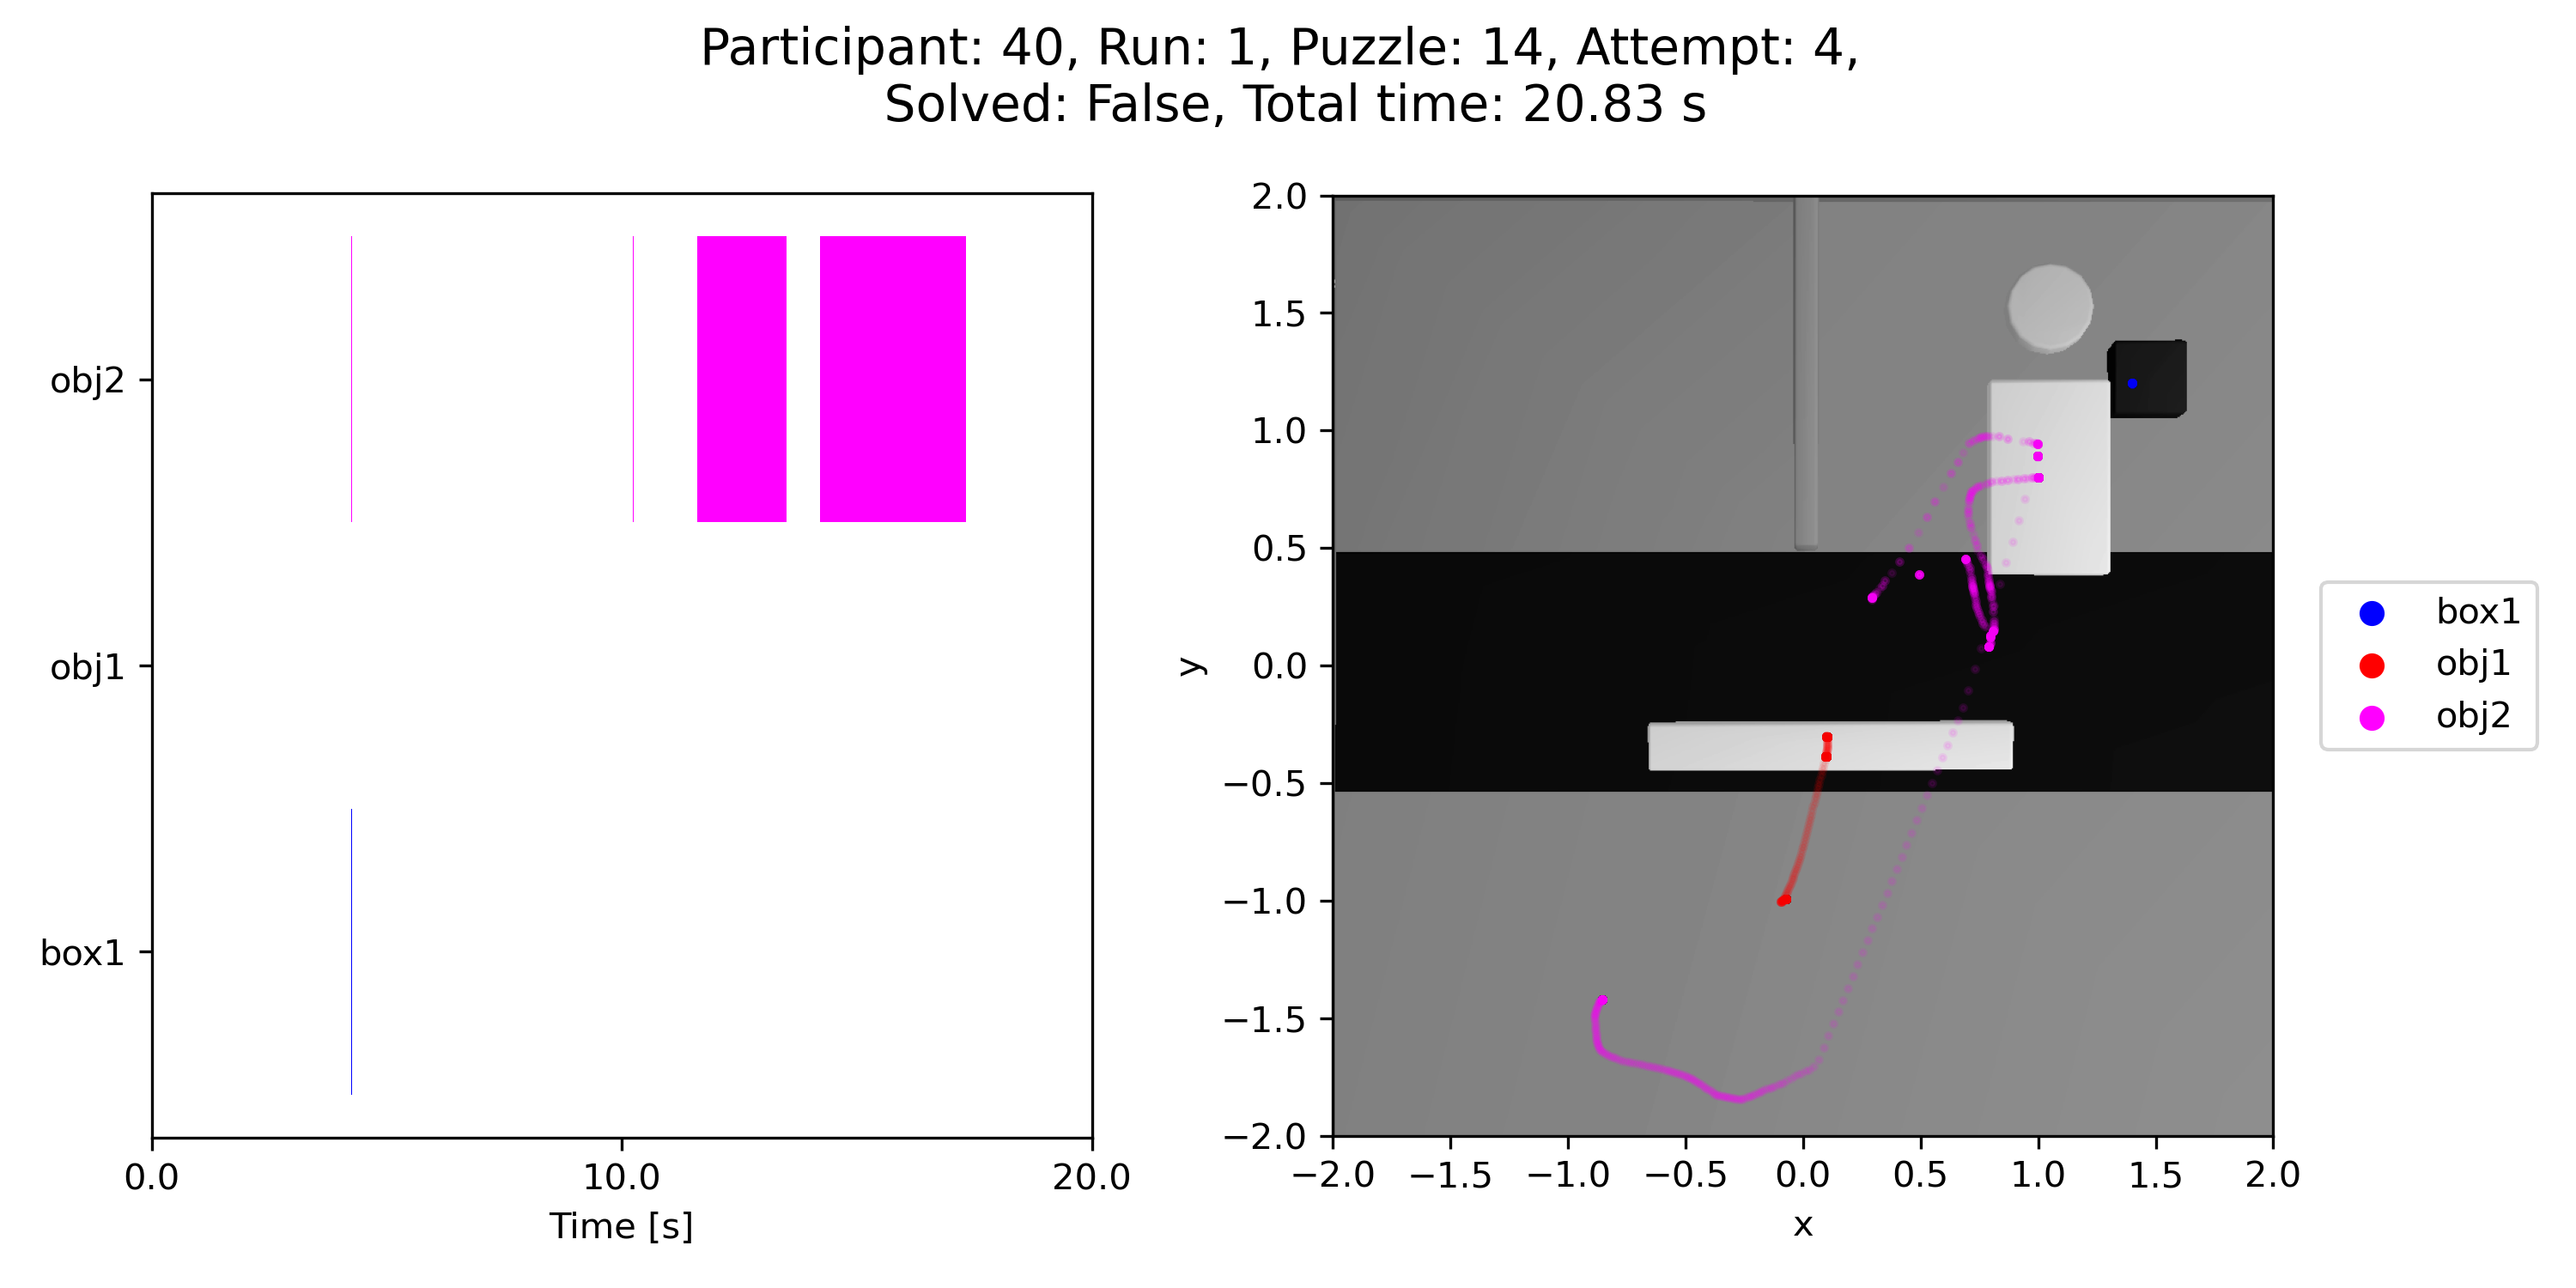 Participant: 40, Run: 1, Puzzle: 14, Attempt: 4,
Solved: False, Total time: 20.83 s
obj2
obj1
box1
0.0 10.0 20.0
Time [s]
2.0
1.5
1.0
0.5
0.0
−0.5
−1.0
−1.5
−2.0
y
−2.0 −1.5 −1.0 −0.5 0.0 0.5 1.0 1.5 2.0
x
box1
obj1
obj2